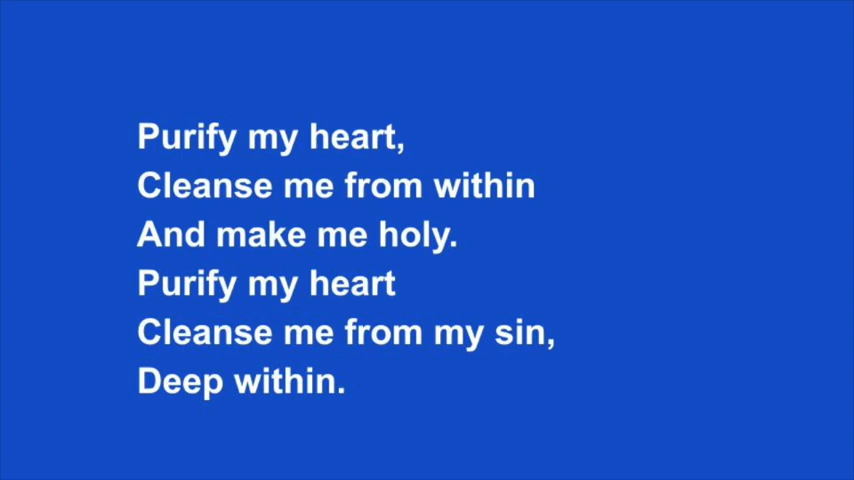 Purify my heart,
Cleanse me from within
And make me holy.
Purify my heart
Cleanse me from my sin,
Deep within.